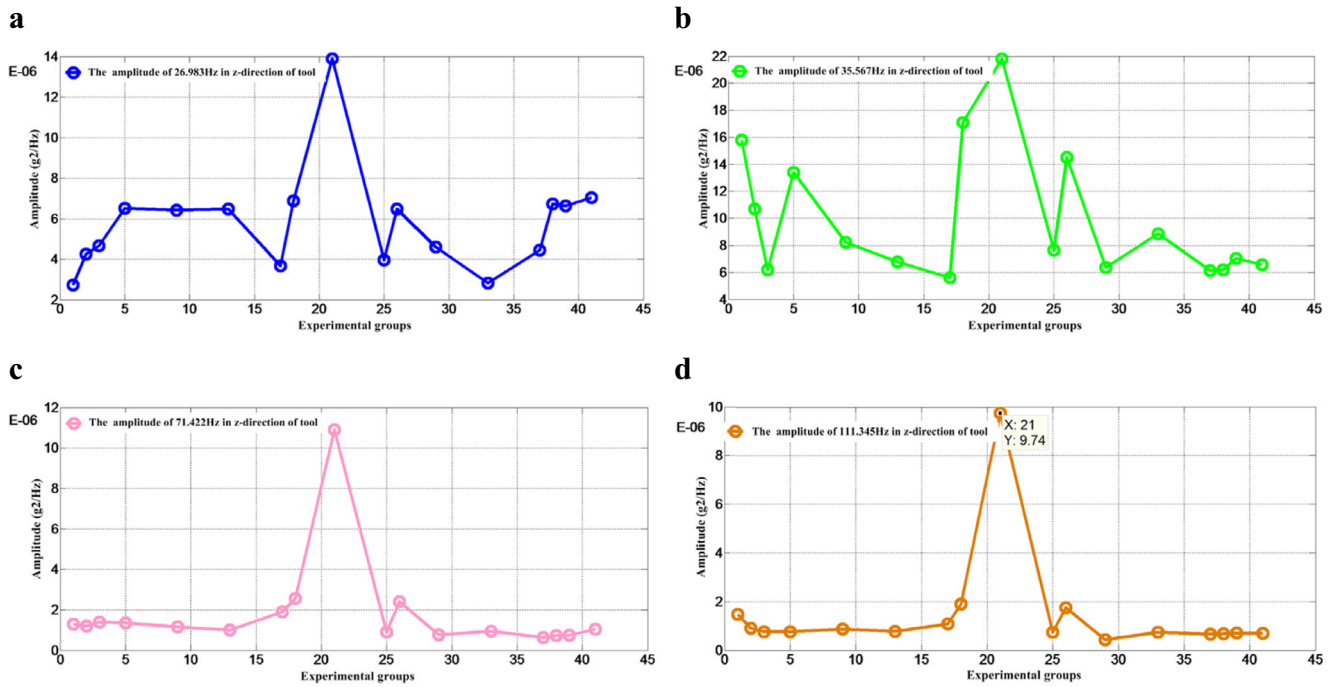 a
14
E-06
The amplitude of 26.983Hz in z-direction of tool
12
10
8
6
4
2
Amplitude (g2/Hz)
0 5 10 15 20 25 30 35 40 45
Experimental groups
b
22
E-06
The amplitude of 35.567Hz in z-direction of tool
20
18
16
14
12
10
8
6
4
Amplitude (g2/Hz)
0 5 10 15 20 25 30 35 40 45
Experimental groups
c
12
E-06
The amplitude of 71.422Hz in z-direction of tool
10
8
6
4
2
0
Amplitude (g2/Hz)
0 5 10 15 20 25 30 35 40 45
Experimental groups
d
10
E-06
The amplitude of 111.345Hz in z-direction of tool
X: 21
Y: 9.74
8
6
4
2
0
Amplitude (g2/Hz)
0 5 10 15 20 25 30 35 40 45
Experimental groups